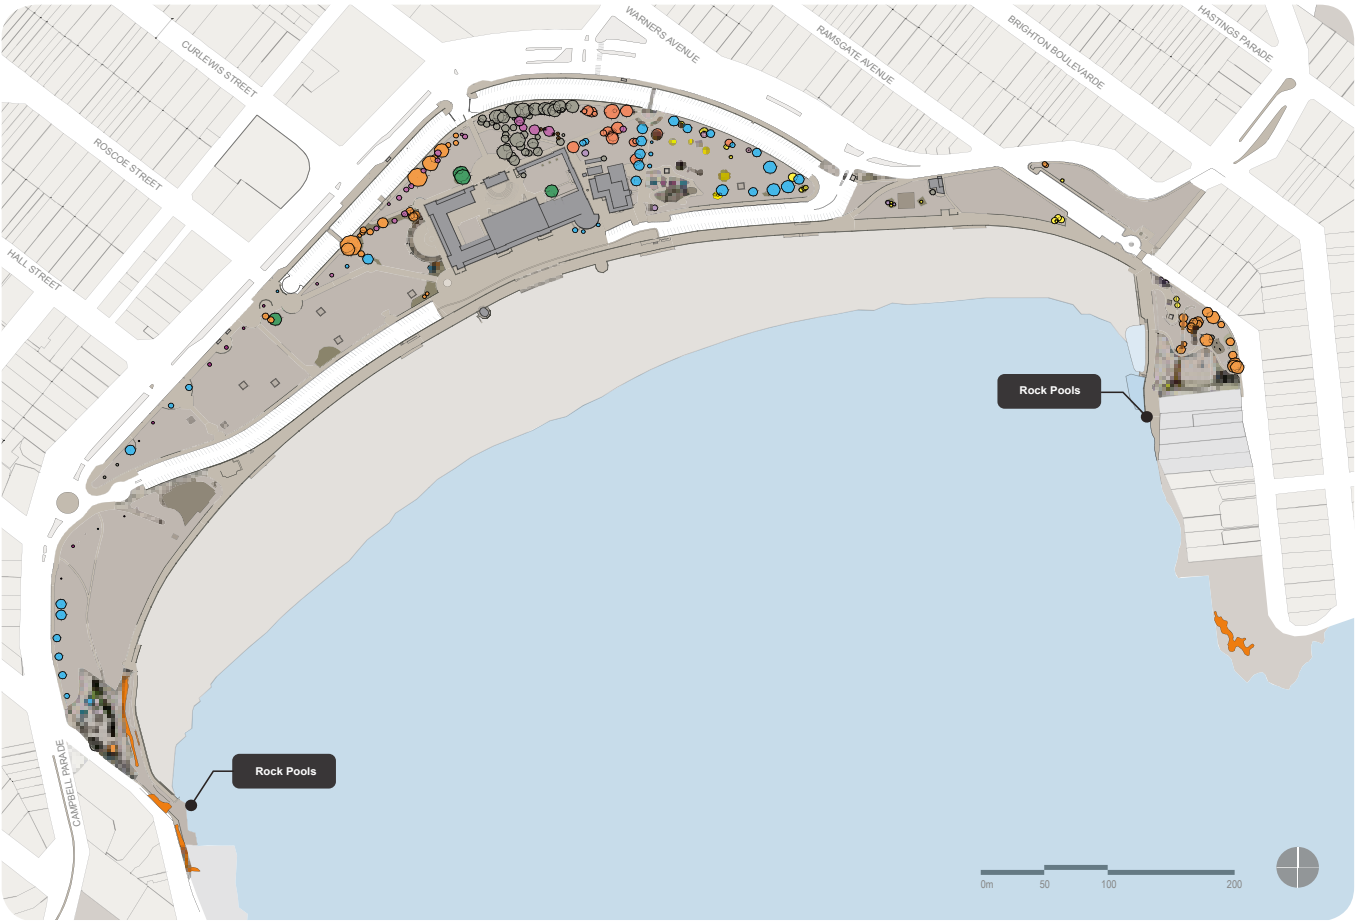 WARNERS AVENUE
HASTINGS PARADE
BRIGHTON BOULEVARDE
RAMSGATE AVENUE
CURLEWIS STREET
ROSCOE STREET
HALL STREET
Rock Pools
Rock Pools
CAMPBELL PARADE
0m 50 100 200